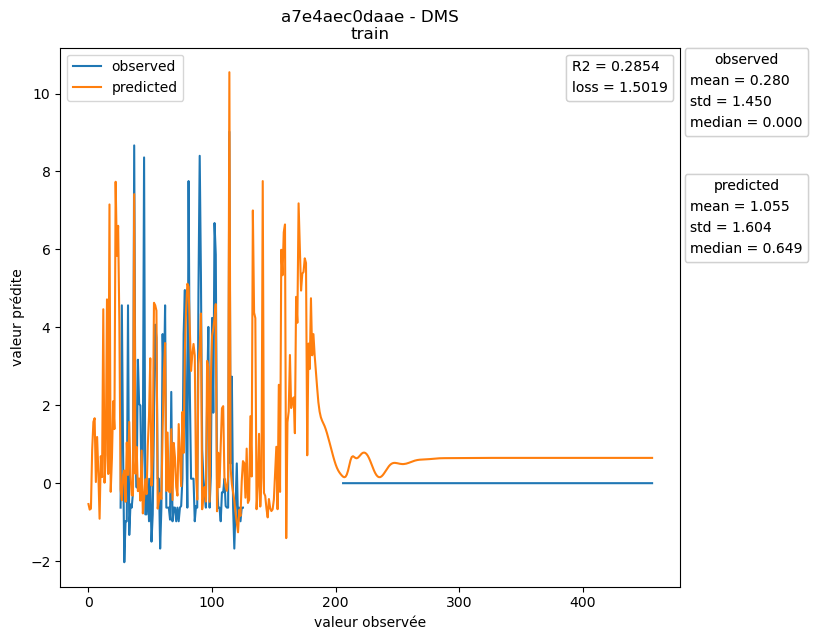 a7e4aec0daae - DMS
train
observed
predicted
R2 = 0.2854
loss = 1.5019
observed
mean = 0.280
std = 1.450
median = 0.000
predicted
mean = 1.055
std = 1.604
median = 0.649
valeur prédite
10
8
6
4
2
0
−2
0
100
200
300
400
valeur observée